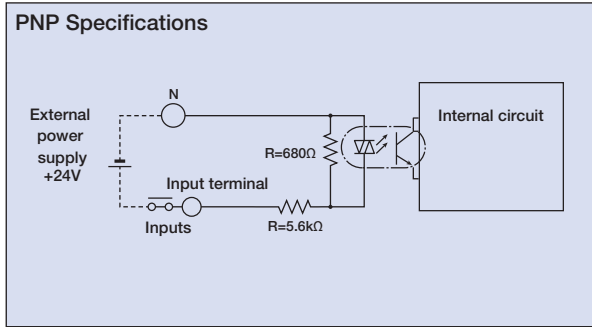 PNP Specifications
N
External
power
supply
+24V
Internal circuit
R=680Ω
Input terminal
Inputs
R=5.6kΩ